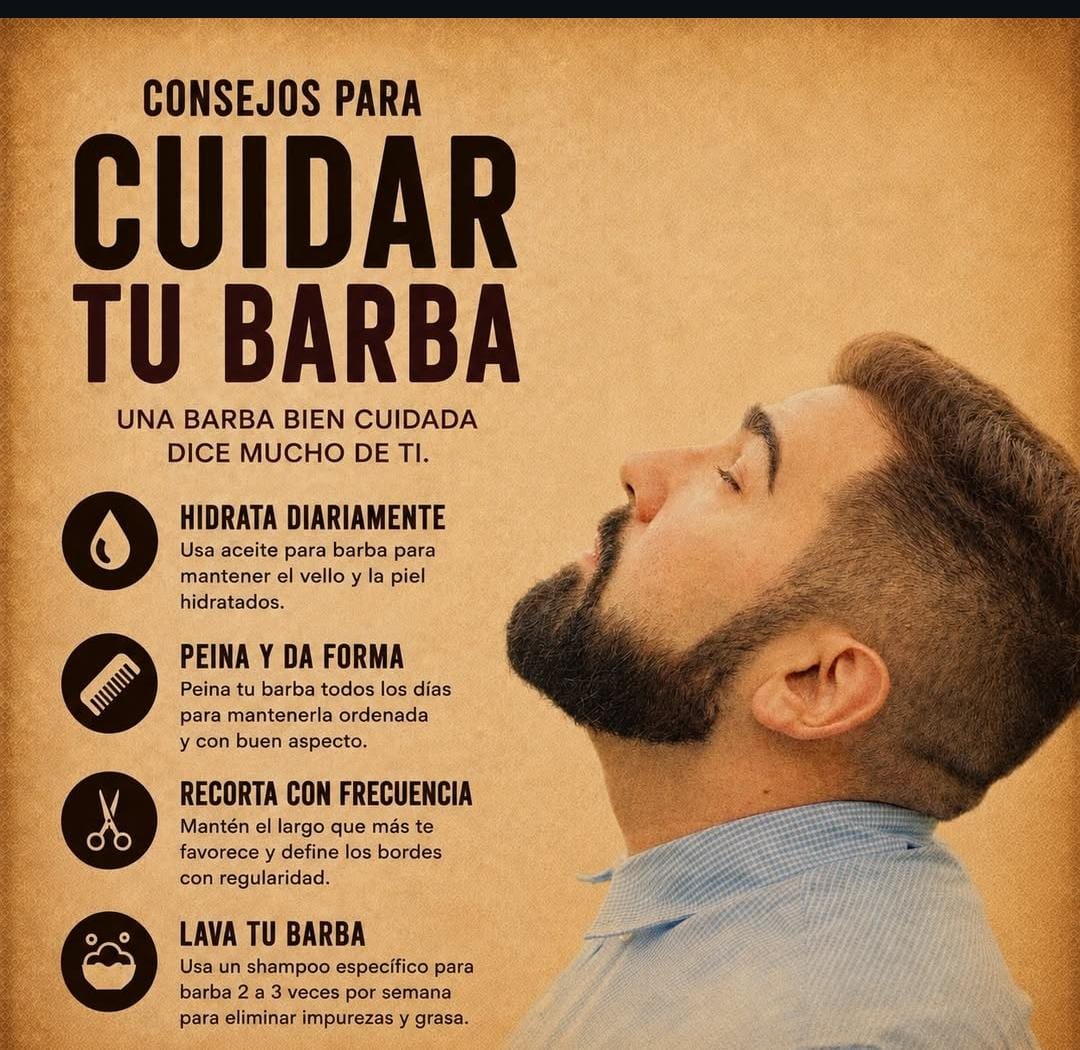 CONSEJOS PARA
CUIDAR
TU BARBA
UNA BARBA BIEN CUIDADA
DICE MUCHO DE TI.
HIDRATA DIARIAMENTE
Usa aceite para barba para
mantener el vello y la piel
hidratados.
PEINA Y DA FORMA
Peina tu barba todos los días
para mantenerla ordenada
y con buen aspecto.
RECORTA CON FRECUENCIA
Mantén el largo que más te
favorece y define los bordes
con regularidad.
LAVA TU BARBA
Usa un shampoo específico para
barba 2 a 3 veces por semana
para eliminar impurezas y grasa.